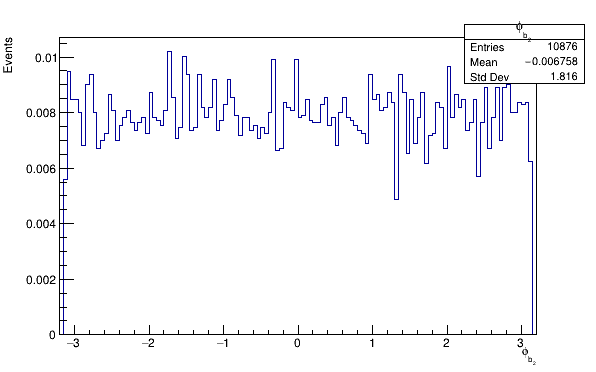 ϕb2
Entries 10876
Mean −0.006758
Std Dev 1.816
Events
0.01
0.008
0.006
0.004
0.002
0
−3 −2 −1 0 1 2 3
ϕb2